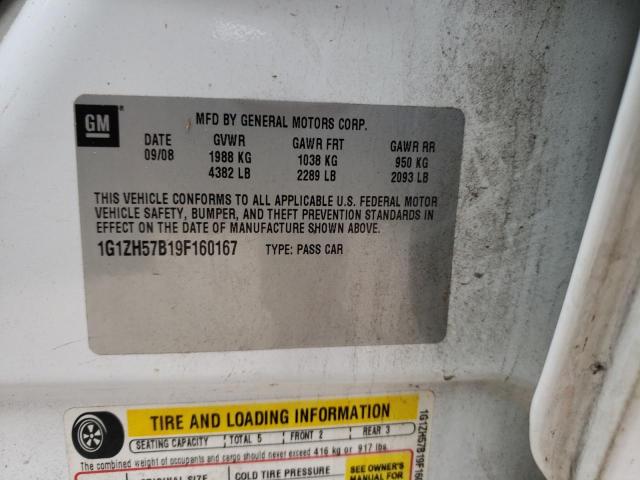 GM
MFD BY GENERAL MOTORS CORP.
DATE GVWR GAWR FRT GAWR RR
09/08 1988 KG 1038 KG 950 KG
4382 LB 2289 LB 2093 LB
THIS VEHICLE CONFORMS TO ALL APPLICABLE U.S. FEDERAL MOTOR
VEHICLE SAFETY, BUMPER, AND THEFT PREVENTION STANDARDS IN
EFFECT ON THE DATE OF MANUFACTURE SHOWN ABOVE.
1G1ZH57B19F160167 TYPE: PASS CAR
TIRE AND LOADING INFORMATION
SEATING CAPACITY TOTAL 5 FRONT 2 REAR 3
The combined weight of occupants and cargo should never exceed 416 kg or 917 lbs.
ORIGINAL SIZE COLD TIRE PRESSURE
SEE OWNER'S
MANUAL FOR
1G1ZH57B19F160